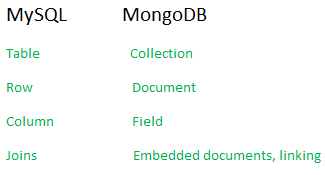 MySQL MongoDB
Table Collection
Row Document
Column Field
Joins Embedded documents, linking